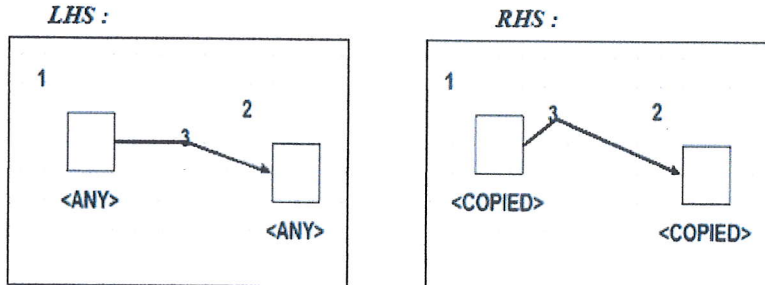 LHS :
RHS :
1
2
3
<ANY>
<ANY>
1
3
2
<COPIED>
<COPIED>